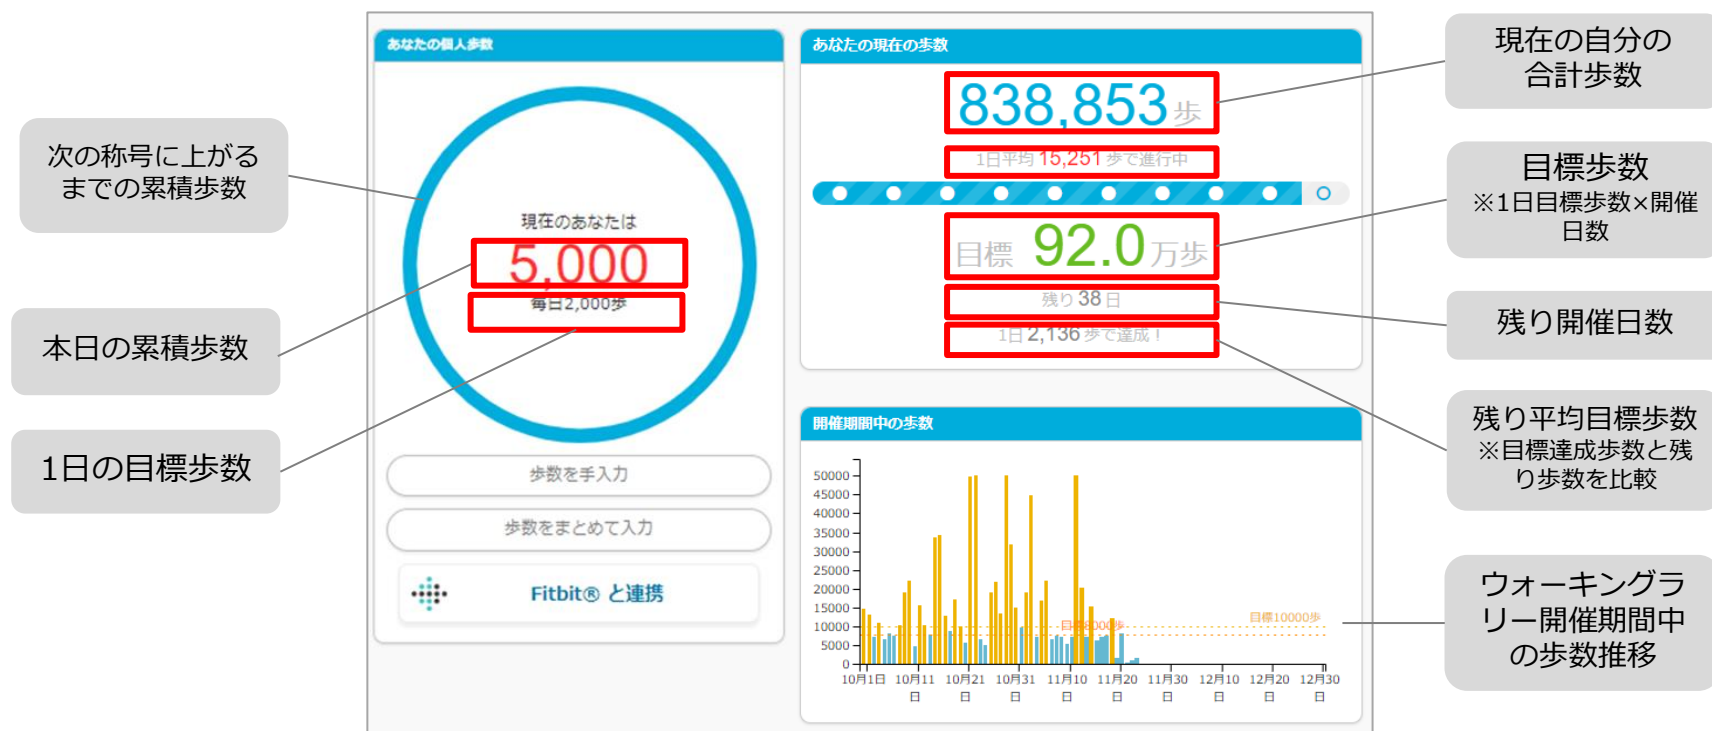 次の称号に上がる
までの累積歩数
本日の累積歩数
1日の目標歩数
あなたの個人歩数
現在のあなたは
5,000
毎日2,000歩
歩数を手入力
歩数をまとめて入力
Fitbit® と連携
あなたの現在の歩数
838,853 歩
1日平均 15,251 歩で進行中
目標 92.0 万歩
残り 38 日
1日 2,136 歩で達成！
開催期間中の歩数
50000
45000
40000
35000
30000
25000
20000
15000
10000
5000
0
目標10000歩
目標8000歩
10月1日 10月11日 10月21日 10月31日 11月10日 11月20日 11月30日 12月10日 12月20日 12月30日
現在の自分の
合計歩数
目標歩数
※1日目標歩数×開催
日数
残り開催日数
残り平均目標歩数
※目標達成歩数と残
り歩数を比較
ウォーキングラ
リー開催期間中
の歩数推移